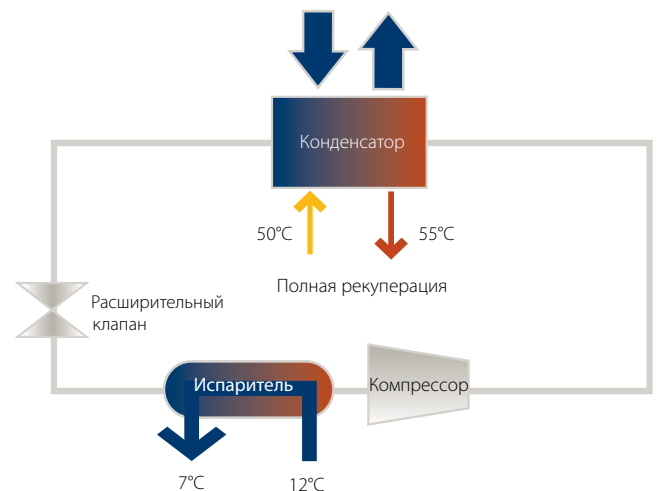 Конденсатор
50°C
55°C
Полная рекуперация
Расширительный
клапан
Испаритель
Компрессор
7°C
12°C